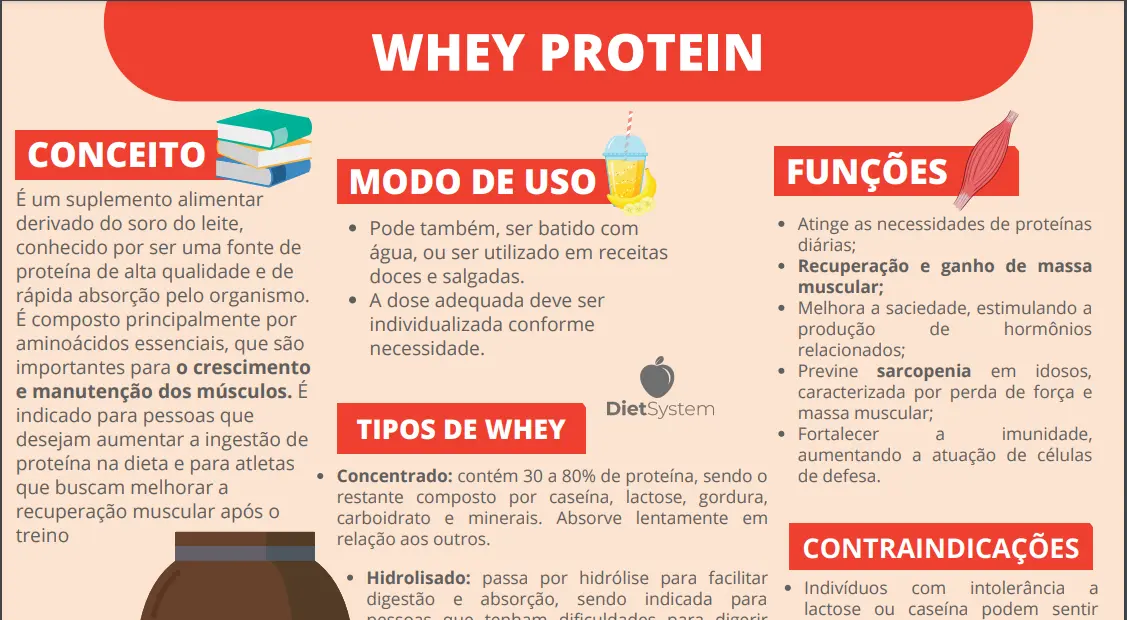 WHEY PROTEIN
CONCEITO
É um suplemento alimentar
derivado do soro do leite,
conhecido por ser uma fonte de
proteína de alta qualidade e de
rápida absorção pelo organismo.
É composto principalmente por
aminoácidos essenciais, que são
importantes para o crescimento
e manutenção dos músculos. É
indicado para pessoas que
desejam aumentar a ingestão de
proteína na dieta e para atletas
que buscam melhorar a
recuperação muscular após o
treino
MODO DE USO
• Pode também, ser batido com
água, ou ser utilizado em receitas
doces e salgadas.
• A dose adequada deve ser
individualizada conforme
necessidade.
DietSystem
TIPOS DE WHEY
• Concentrado: contém 30 a 80% de proteína, sendo o
restante composto por caseína, lactose, gordura,
carboidrato e minerais. Absorve lentamente em
relação aos outros.
• Hidrolisado: passa por hidrólise para facilitar
digestão e absorção, sendo indicada para
pessoas que tenham dificuldades para digerir
FUNÇÕES
• Atinge as necessidades de proteínas
diárias;
• Recuperação e ganho de massa
muscular;
• Melhora a saciedade, estimulando a
produção de hormônios
relacionados;
• Previne sarcopenia em idosos,
caracterizada por perda de força e
massa muscular;
• Fortalecer a imunidade,
aumentando a atuação de células
de defesa.
CONTRAINDICAÇÕES
• Indivíduos com intolerância a
lactose ou caseína podem sentir